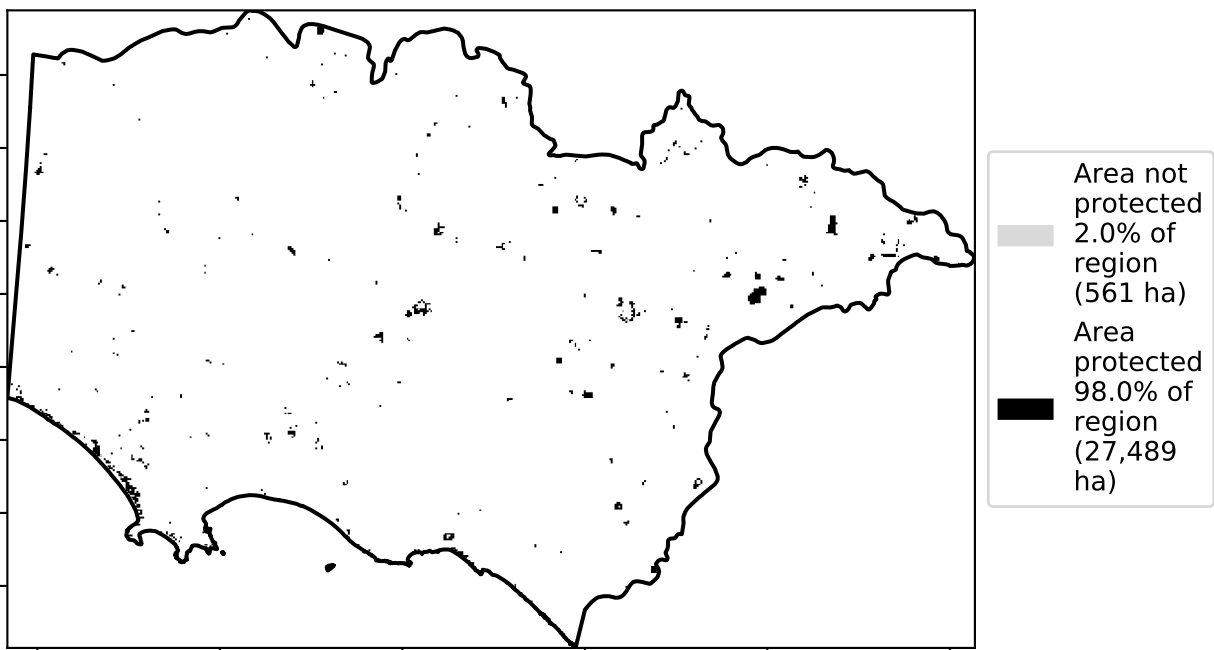 Area not
protected
2.0% of
region
(561 ha)
Area
protected
98.0% of
region
(27,489
ha)